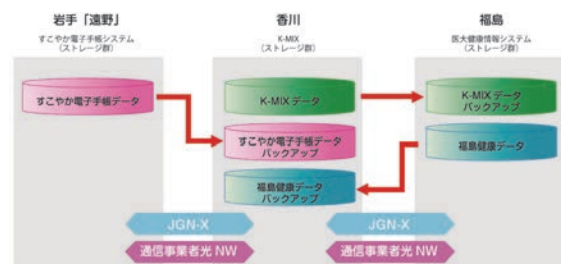 岩手「遠野」
すこやか電子手帳システム
（ストレージ群）
香川
K-MIX
（ストレージ群）
福島
医大健康情報システム
（ストレージ群）
すこやか電子手帳データ
K-MIX データ
すこやか電子手帳データ
バックアップ
福島健康データ
バックアップ
K-MIX データ
バックアップ
福島健康データ
JGN-X
通信事業者光 NW
JGN-X
通信事業者光 NW